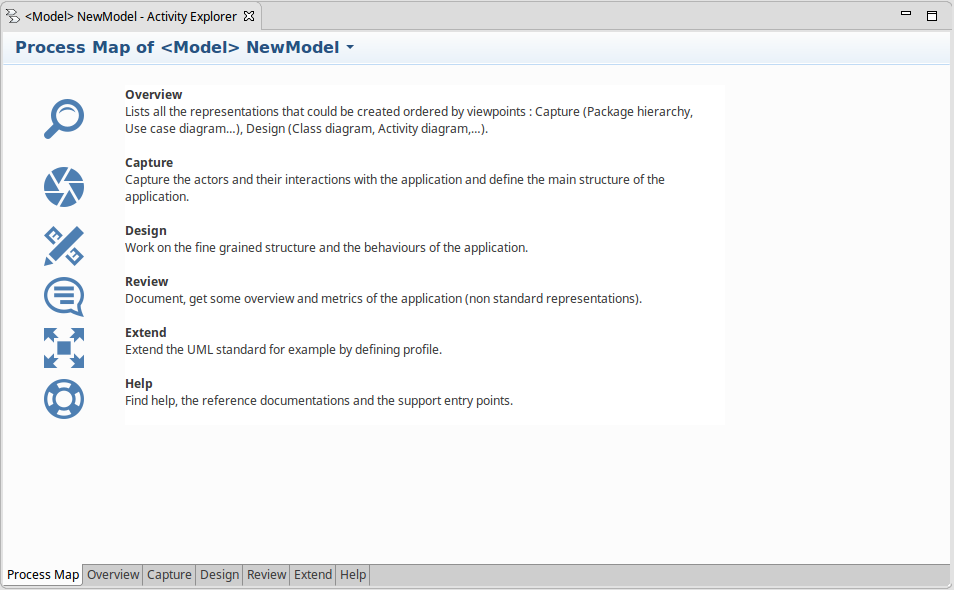 <Model> NewModel - Activity Explorer
Process Map of <Model> NewModel
Overview
Lists all the representations that could be created ordered by viewpoints : Capture (Package hierarchy,
Use case diagram...), Design (Class diagram, Activity diagram,...).
Capture
Capture the actors and their interactions with the application and define the main structure of the
application.
Design
Work on the fine grained structure and the behaviours of the application.
Review
Document, get some overview and metrics of the application (non standard representations).
Extend
Extend the UML standard for example by defining profile.
Help
Find help, the reference documentations and the support entry points.
Process Map Overview Capture Design Review Extend Help